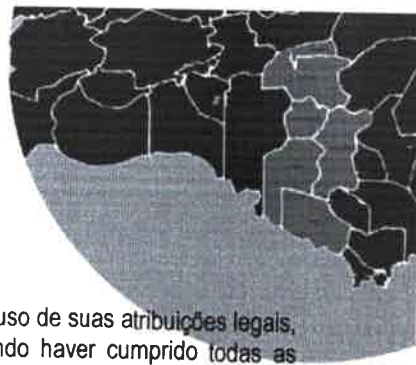 uso de suas atribuições legais,
ndo haver cumprido todas as